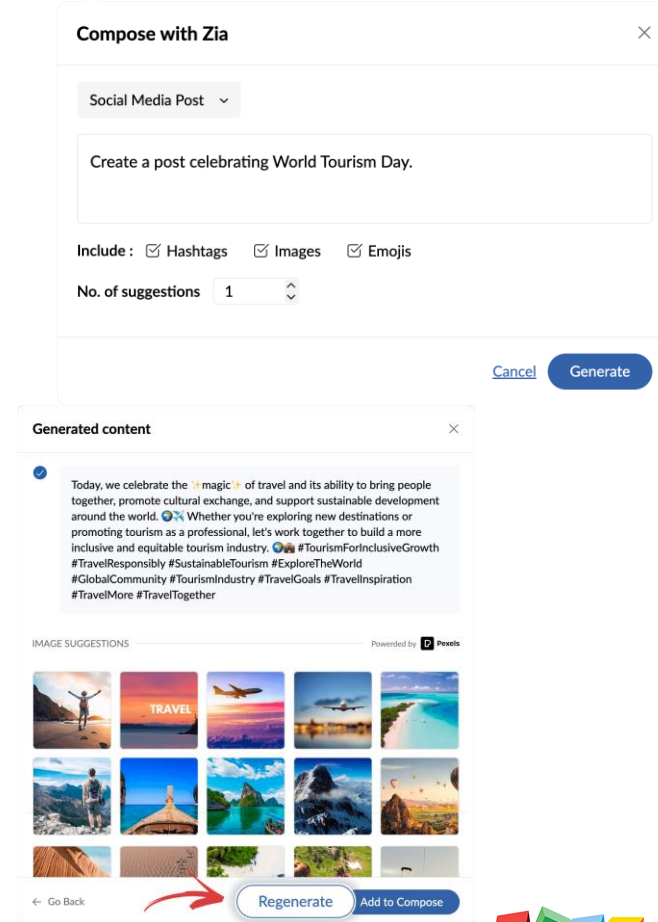 Compose with Zia
Social Media Post
Create a post celebrating World Tourism Day.
Include : Hashtags Images Emojis
No. of suggestions 1
Cancel Generate
Generated content
Today, we celebrate the ✨magic✨ of travel and its ability to bring people
together, promote cultural exchange, and support sustainable development
around the world. 🌍✈️ Whether you're exploring new destinations or
promoting tourism as a professional, let's work together to build a more
inclusive and equitable tourism industry. 🌍🏨 #TourismForInclusiveGrowth
#TravelResponsibly #SustainableTourism #ExploreTheWorld
#GlobalCommunity #TourismIndustry #TravelGoals #TravelInspiration
#TravelMore #TravelTogether
IMAGE SUGGESTIONS Powerded by Pexels
TRAVEL
← Go Back Regenerate Add to Compose